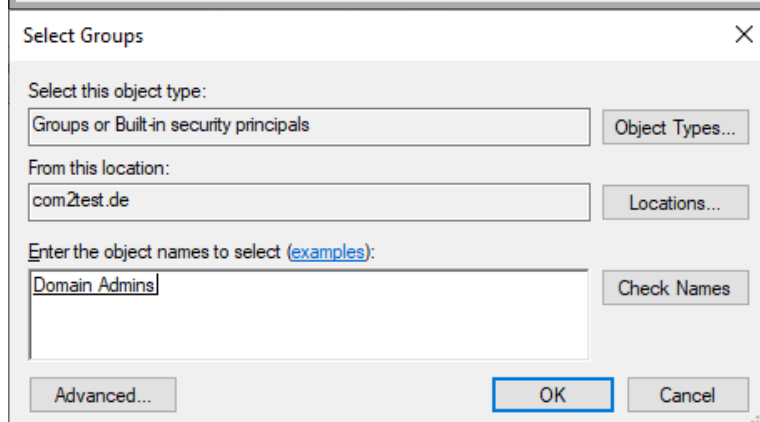 Select Groups
Select this object type:
Groups or Built-in security principals
Object Types...
From this location:
com2test.de
Locations...
Enter the object names to select (examples):
Domain Admins
Check Names
Advanced...
OK
Cancel